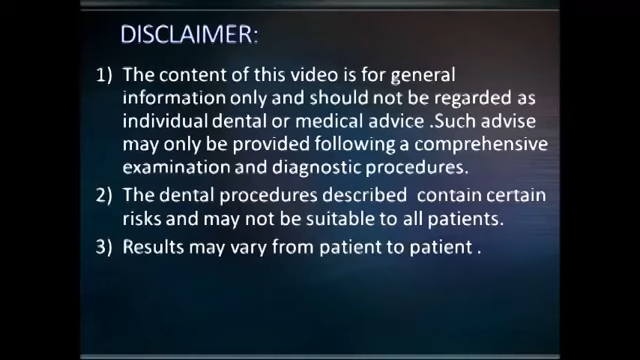 DISCLAIMER:
1) The content of this video is for general
information only and should not be regarded as
individual dental or medical advice .Such advise
may only be provided following a comprehensive
examination and diagnostic procedures.
2) The dental procedures described contain certain
risks and may not be suitable to all patients.
3) Results may vary from patient to patient .